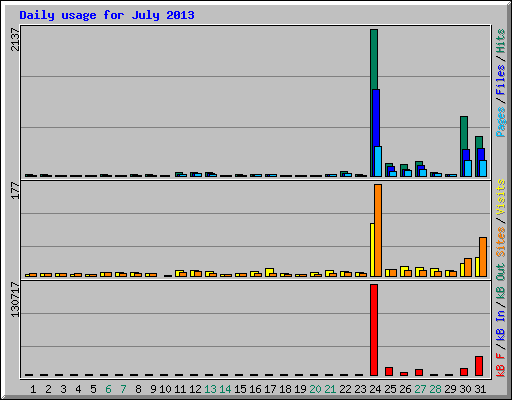 Daily usage for July 2013
2137
Pages / Files / Hits
177
Sites / Visits
130717
kB F / kB In / kB Out
1 2 3 4 5 6 7 8 9 10 11 12 13 14 15 16 17 18 19 20 21 22 23 24 25 26 27 28 29 30 31